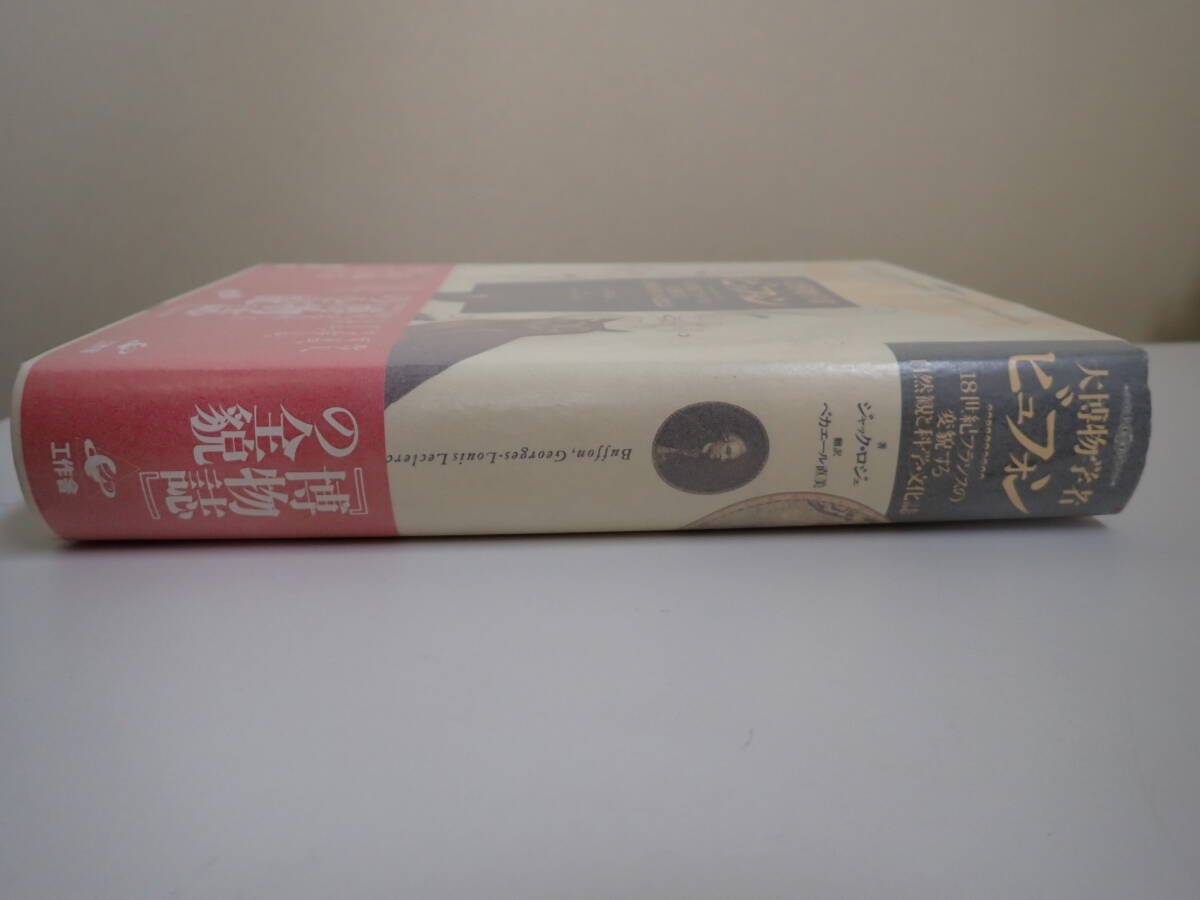 大博物学者
ビュフォン
18世紀フランスの
変貌する
自然観と科学・文化誌
ジャック・ロジェ
著
ベカエール直美
翻訳
Buffon, Georges-Louis Leclerc
『博物誌』
の全貌
工作舎